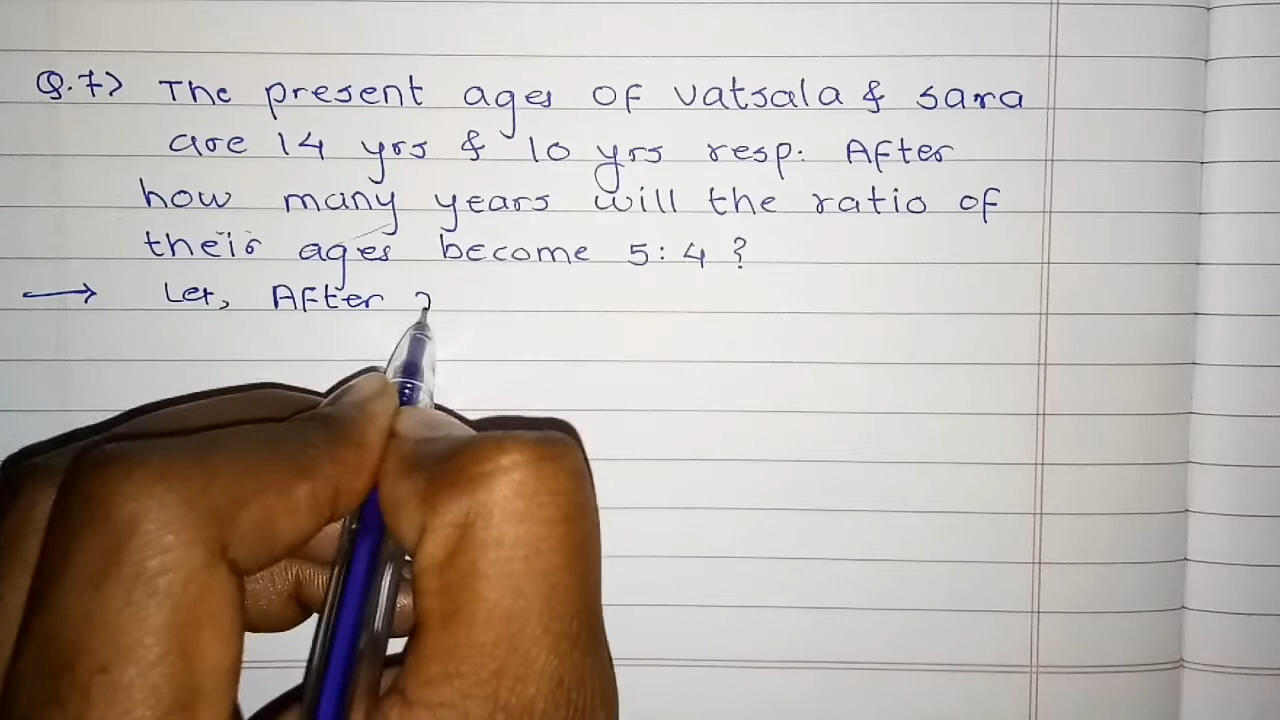 Q.7) The present ages of vatsala & sara
are 14 yrs & 10 yrs resp. After
how many years will the ratio of
their ages become 5:4 ?
→ Let, After